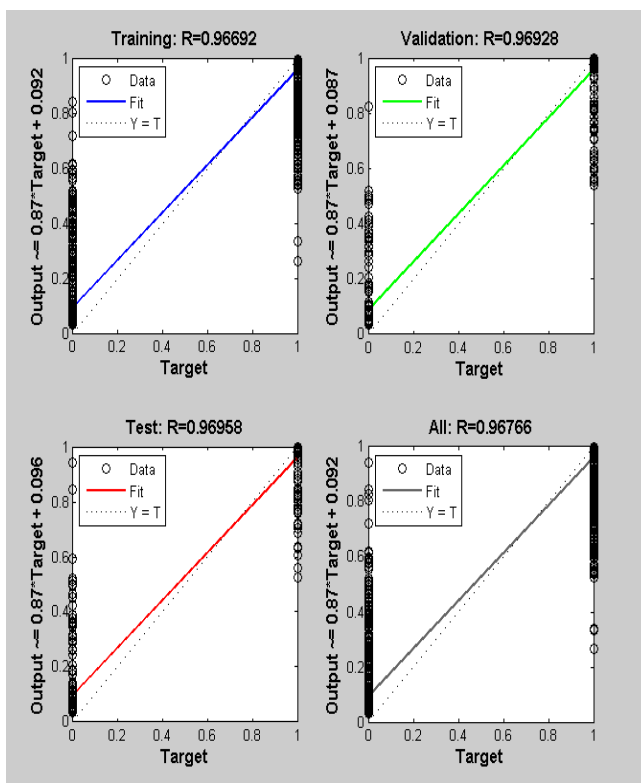 Training: R=0.96692
Output ~= 0.87*Target + 0.092
1
0.8
0.6
0.4
0.2
0
Data
Fit
Y = T
0 0.2 0.4 0.6 0.8 1
Target
Validation: R=0.96928
Output ~= 0.87*Target + 0.087
1
0.8
0.6
0.4
0.2
0
Data
Fit
Y = T
0 0.2 0.4 0.6 0.8 1
Target
Test: R=0.96958
Output ~= 0.87*Target + 0.096
1
0.8
0.6
0.4
0.2
0
Data
Fit
Y = T
0 0.2 0.4 0.6 0.8 1
Target
All: R=0.96766
Output ~= 0.87*Target + 0.092
1
0.8
0.6
0.4
0.2
0
Data
Fit
Y = T
0 0.2 0.4 0.6 0.8 1
Target